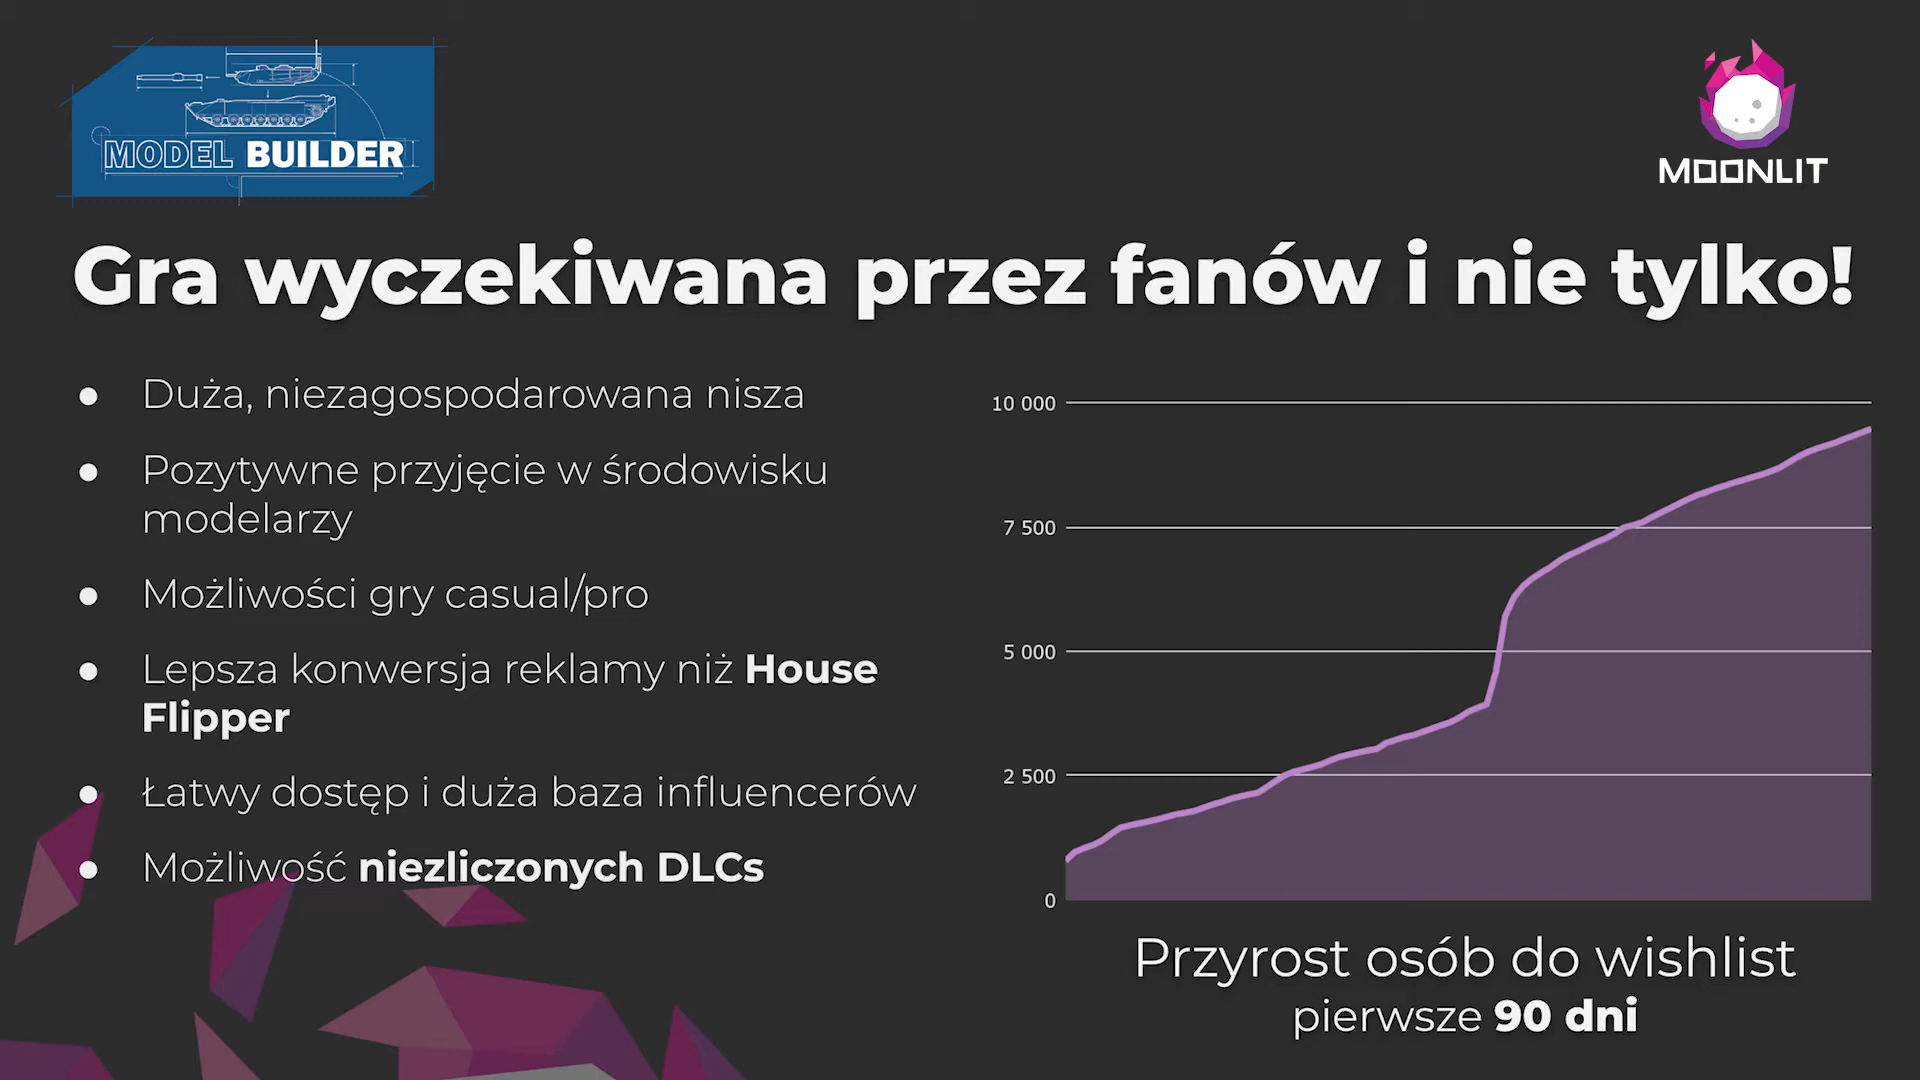 MODEL BUILDER
MOONLIT
Gra wyczekiwana przez fanów i nie tylko!
● Duża, niezagospodarowana nisza
● Pozytywne przyjęcie w środowisku
modelarzy
● Możliwości gry casual/pro
● Lepsza konwersja reklamy niż House
Flipper
● Łatwy dostęp i duża baza influencerów
● Możliwość niezliczonych DLCs
10 000
7 500
5 000
2 500
0
Przyrost osób do wishlist
pierwsze 90 dni